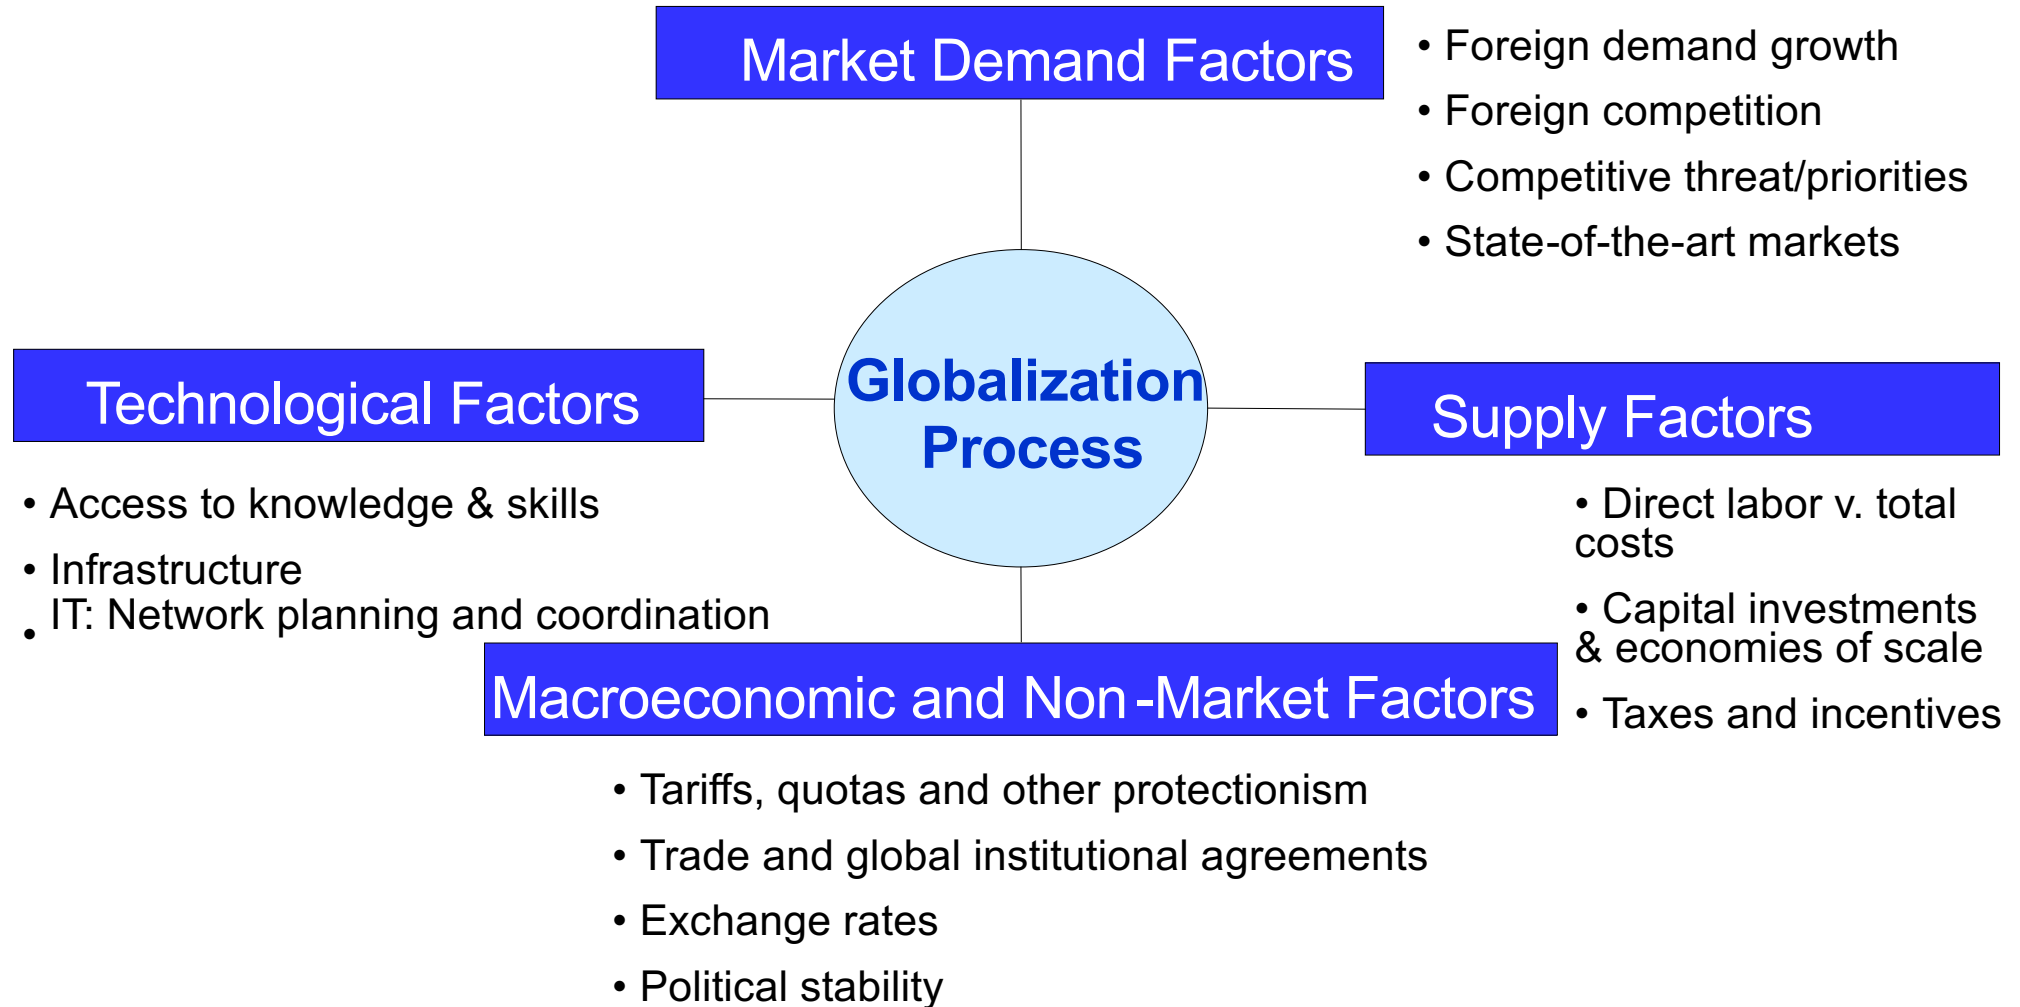 Market Demand Factors
• Foreign demand growth
• Foreign competition
• Competitive threat/priorities
• State-of-the-art markets
Globalization
Process
Technological Factors
• Access to knowledge & skills
• Infrastructure
• IT: Network planning and coordination
Supply Factors
• Direct labor v. total
costs
• Capital investments
& economies of scale
• Taxes and incentives
Macroeconomic and Non-Market Factors
• Tariffs, quotas and other protectionism
• Trade and global institutional agreements
• Exchange rates
• Political stability